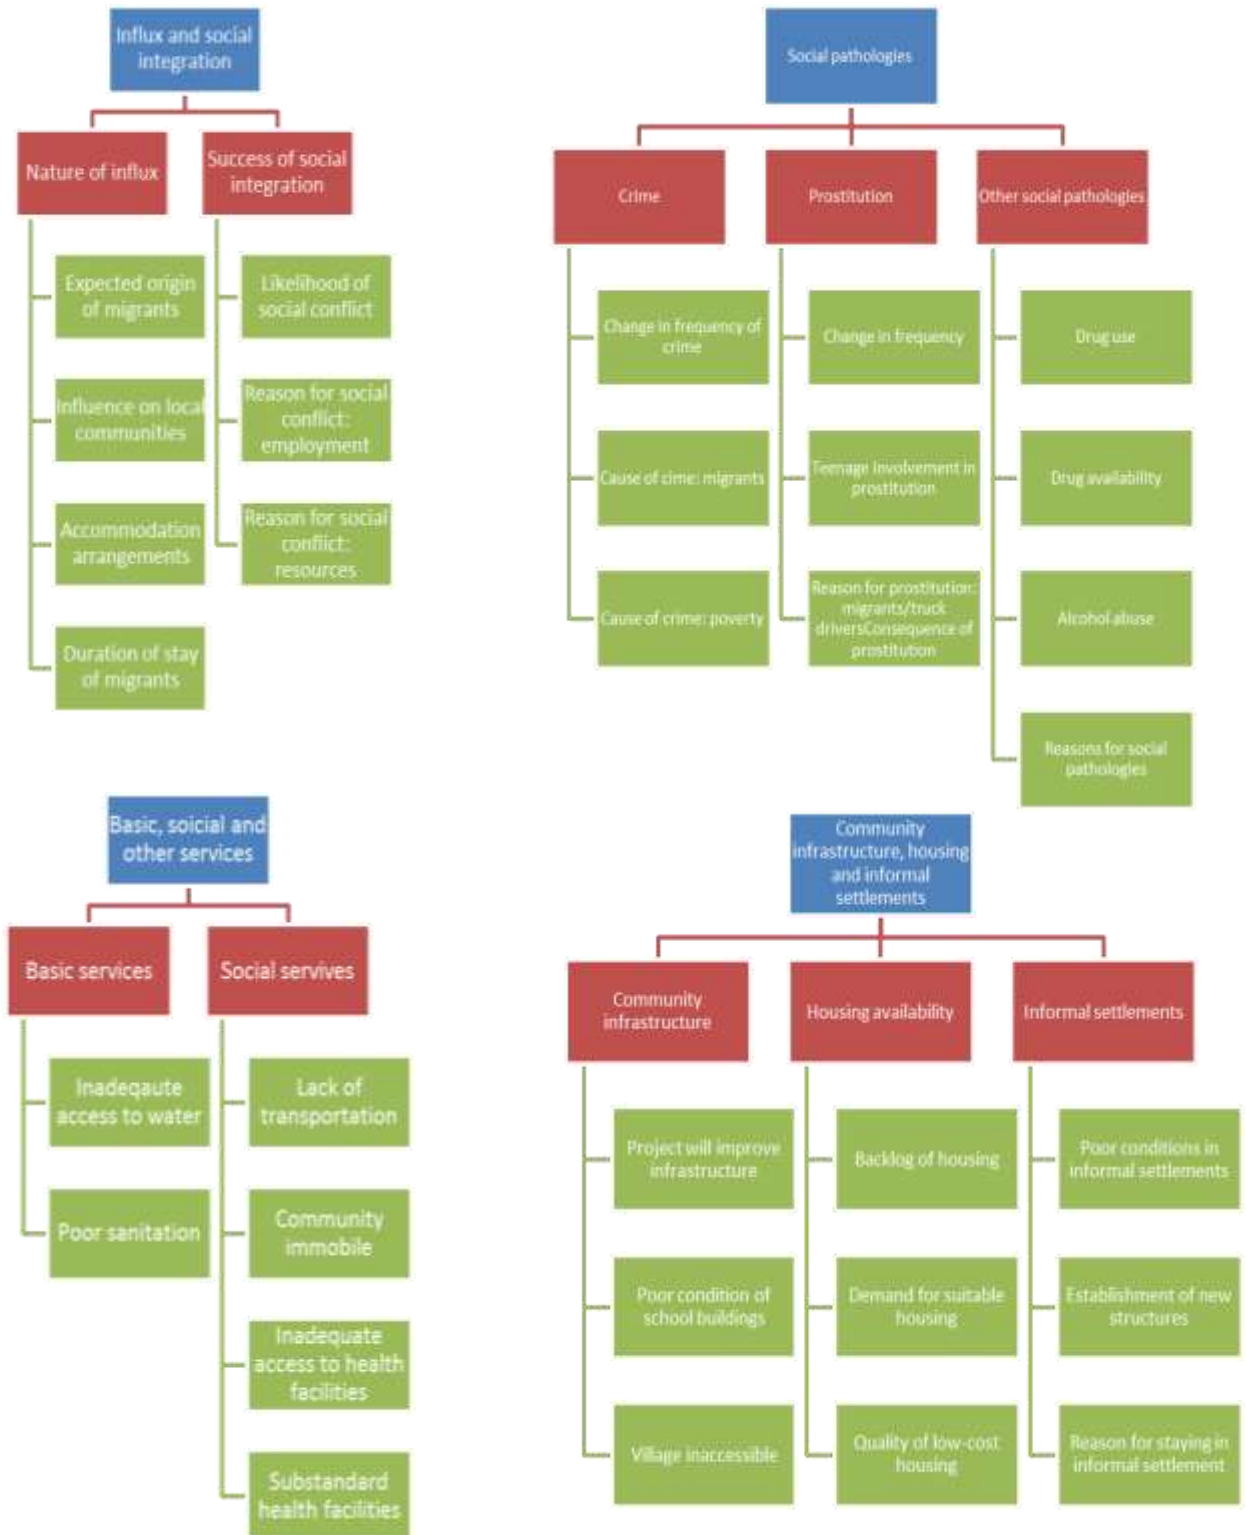 Influx and social
integration
Nature of influx
Success of social
integration
Expected origin
of migrants
Likelihood of
social conflict
Influence on local
communities
Reason for social
conflict:
employment
Accommodation
arrangements
Reason for social
conflict:
resources
Duration of stay
of migrants
Social pathologies
Crime
Prostitution
Other social pathologies
Change in frequency of
crime
Change in frequency
Drug use
Cause of cime: migrants
Teenage Involvement in
prostitution
Drug availability
Cause of crime: poverty
Reason for prostitution:
migrants/truck
driversConsequence of
prostitution
Alcohol abuse
Reasons for social
pathologies
Basic, soicial and
other services
Basic services
Social servives
Inadeqaute
access to water
Lack of
transportation
Poor sanitation
Community
immobile
Inadequate
access to health
facilities
Substandard
health facilities
Community
infrastructure, housing
and informal
settlements
Community
infrastructure
Housing availability
Informal settlements
Project will improve
infrastructure
Backlog of housing
Poor conditions in
informal settlements
Poor condition of
school buildings
Demand for suitable
housing
Establishment of new
structures
Village inaccessible
Quality of low-cost
housing
Reason for staying in
informal settlement